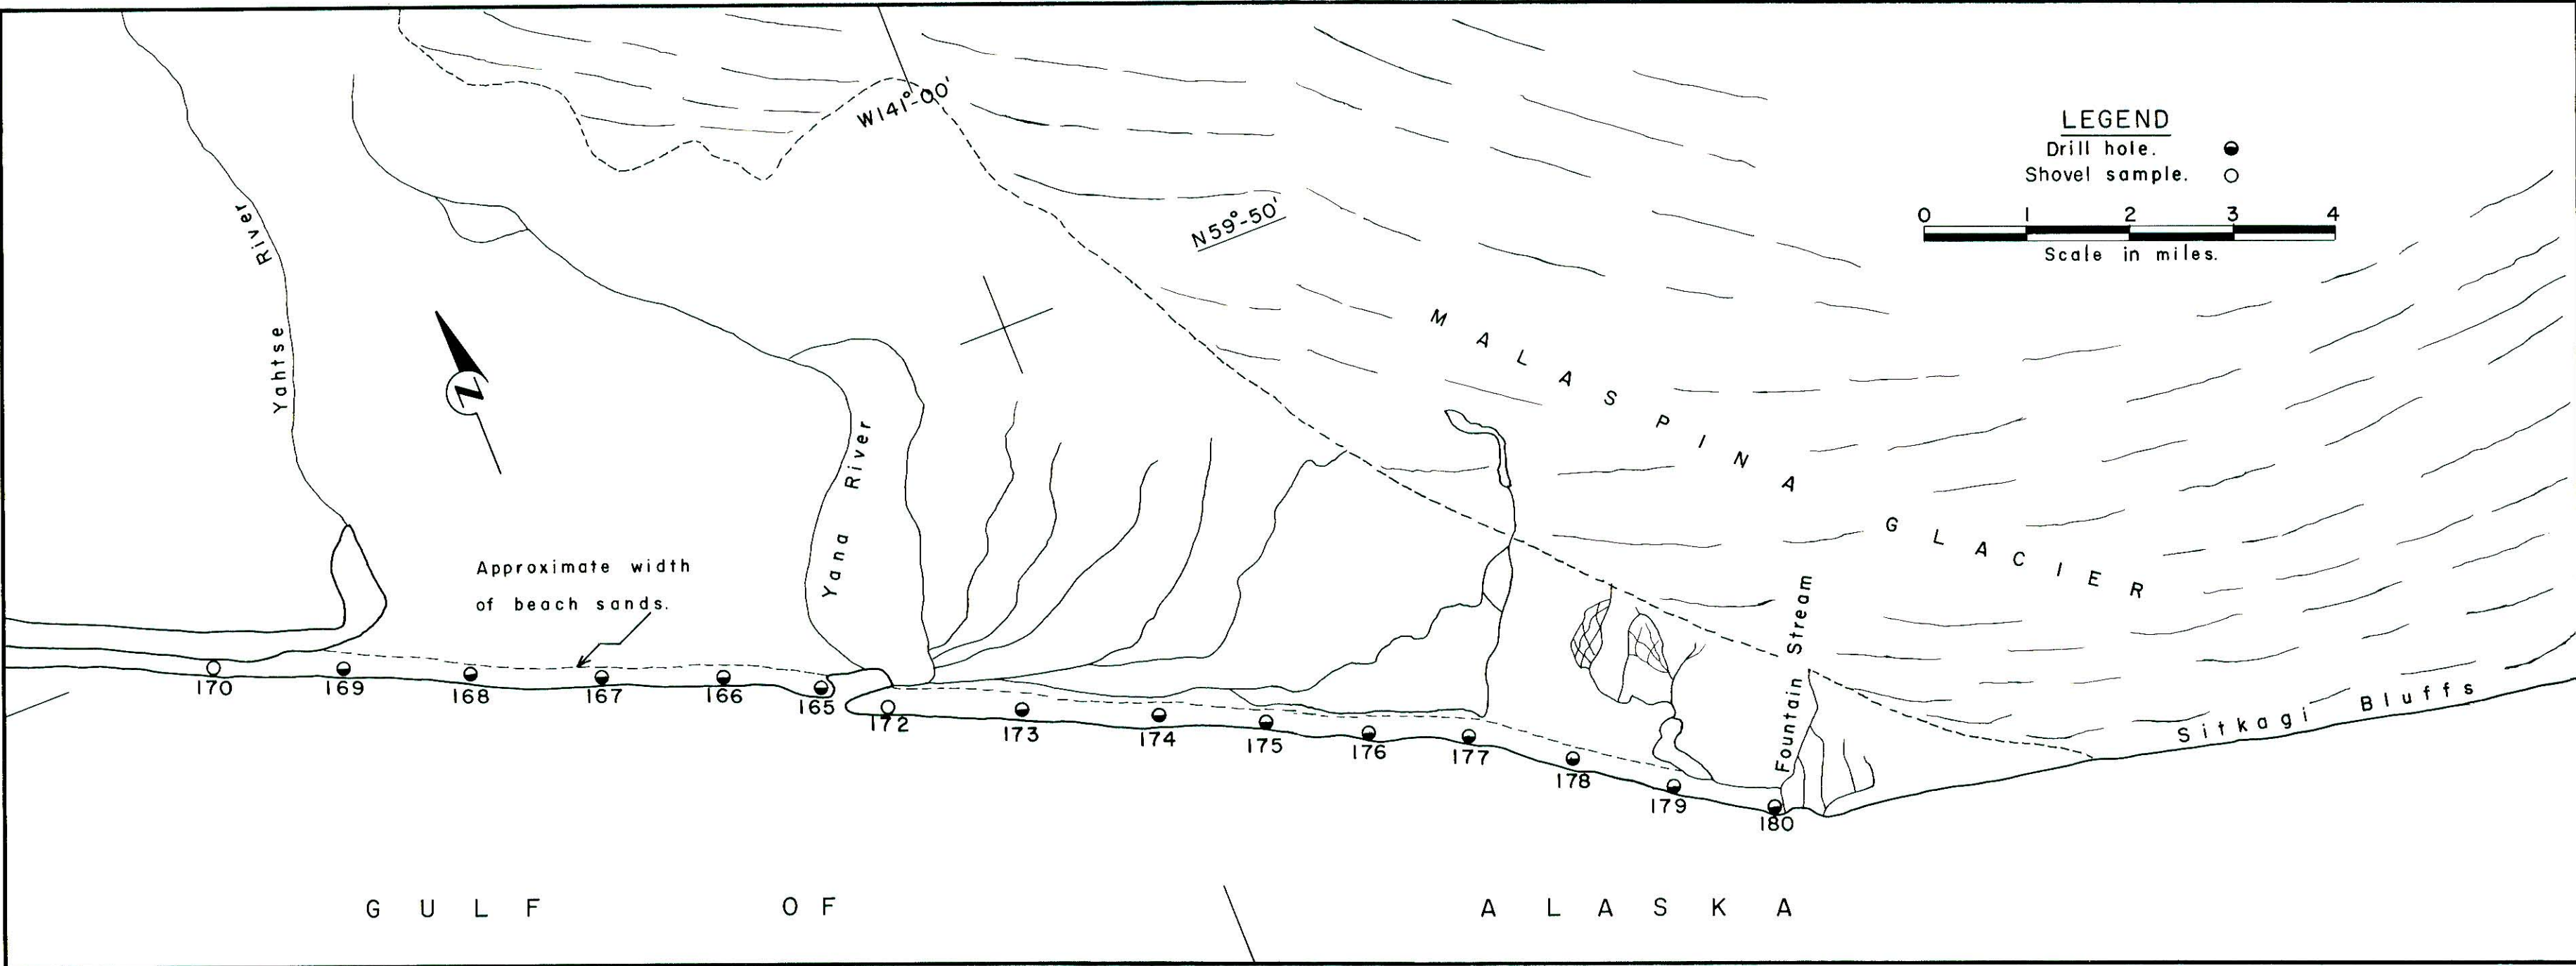 W141°-00'
LEGEND
Drill hole.
Shovel sample.
0 1 2 3 4
Scale in miles.
N59°-50'
Yahtse River
N
MALASPINA GLACIER
Yana River
Approximate width
of beach sands.
Fountain Stream
Sitkagi Bluffs
170 169 168 167 166 165 172 173 174 175 176 177 178 179 180
GULF OF ALASKA